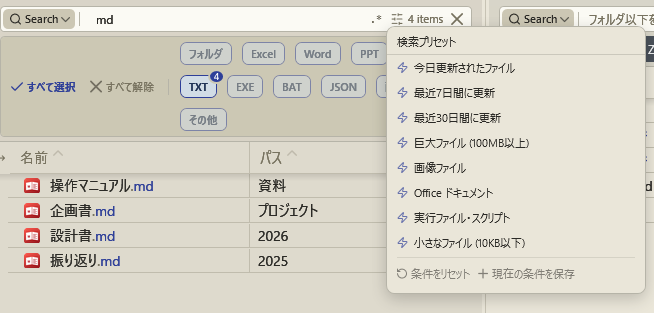 Search
md
.*
4 items
Search
フォルダ以下を
検索プリセット
今日更新されたファイル
最近7日間に更新
最近30日間に更新
巨大ファイル (100MB以上)
画像ファイル
Office ドキュメント
実行ファイル・スクリプト
小さなファイル (10KB以下)
条件をリセット
現在の条件を保存
フォルダ
Excel
Word
PPT
すべて選択
すべて解除
TXT
4
EXE
BAT
JSON
その他
名前
パス
操作マニュアル.md
資料
企画書.md
プロジェクト
設計書.md
2026
振り返り.md
2025